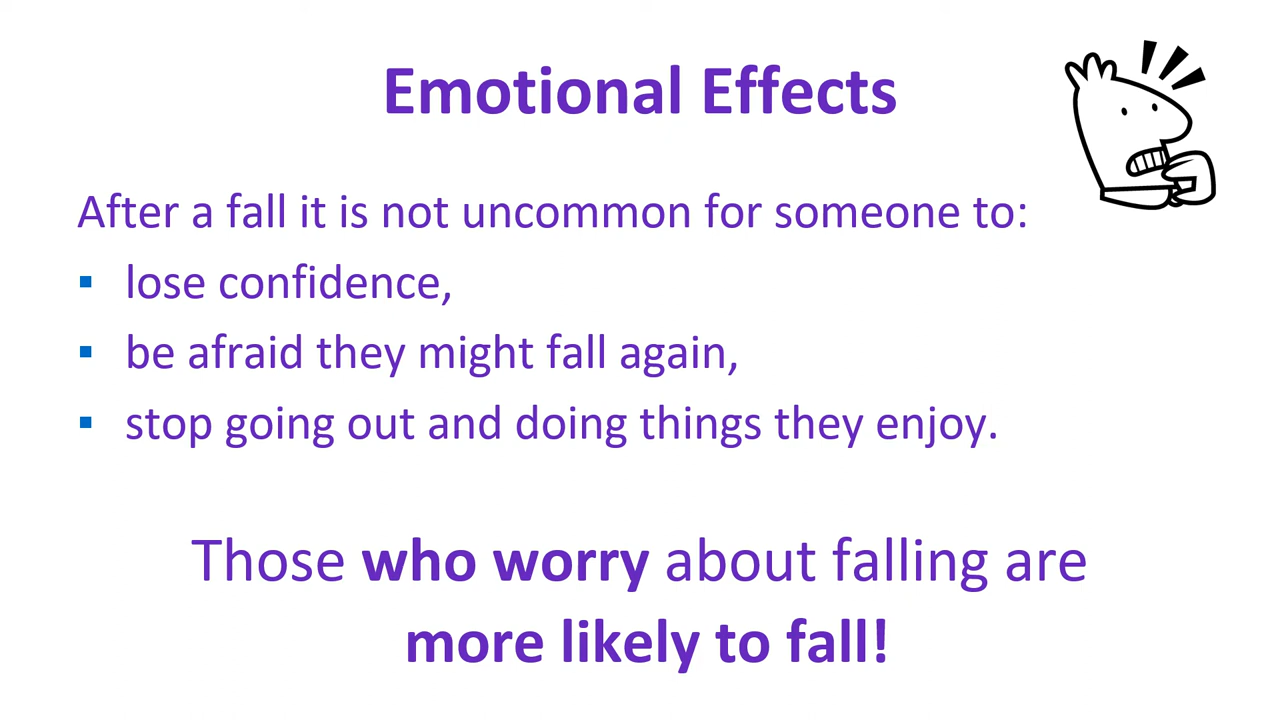 Emotional Effects
After a fall it is not uncommon for someone to:
▪ lose confidence,
▪ be afraid they might fall again,
▪ stop going out and doing things they enjoy.
Those who worry about falling are
more likely to fall!